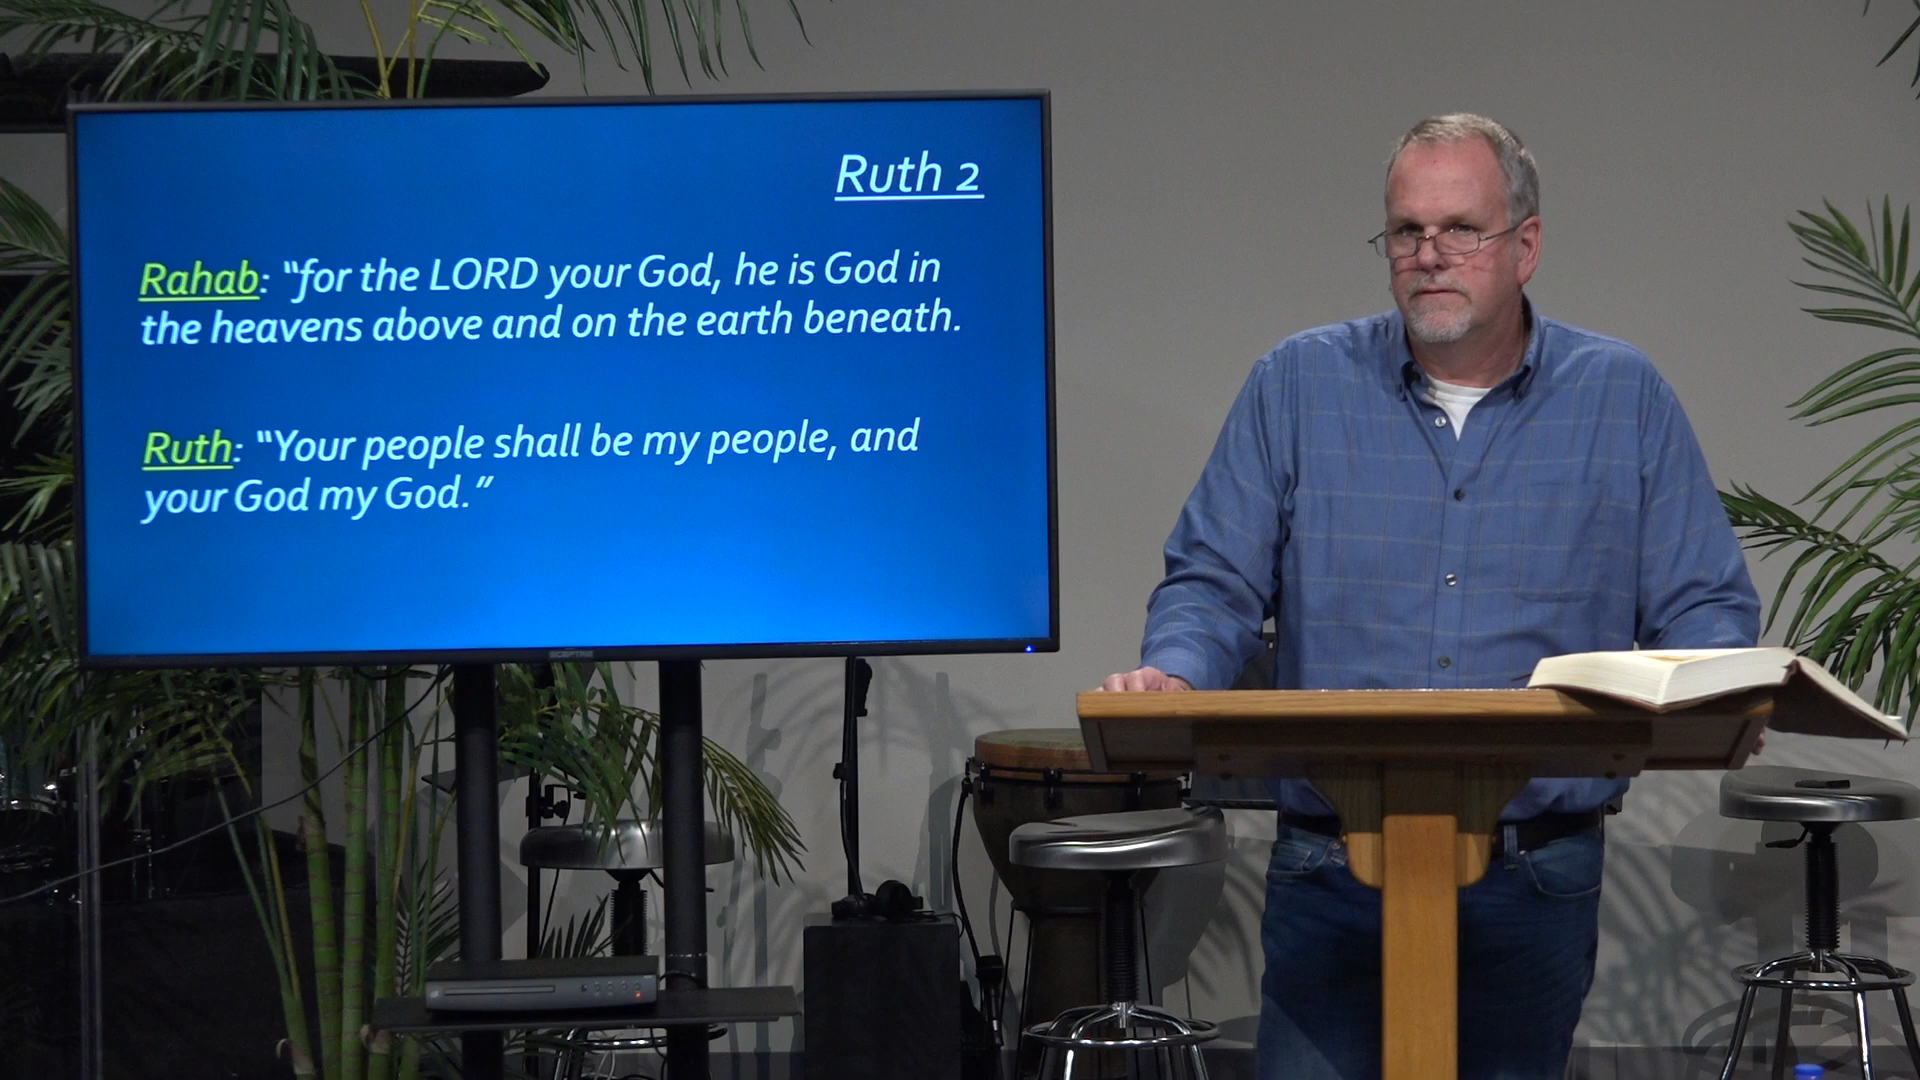 Ruth 2
Rahab: “for the LORD your God, he is God in
the heavens above and on the earth beneath.
Ruth: “Your people shall be my people, and
your God my God.”
SCEPTRE